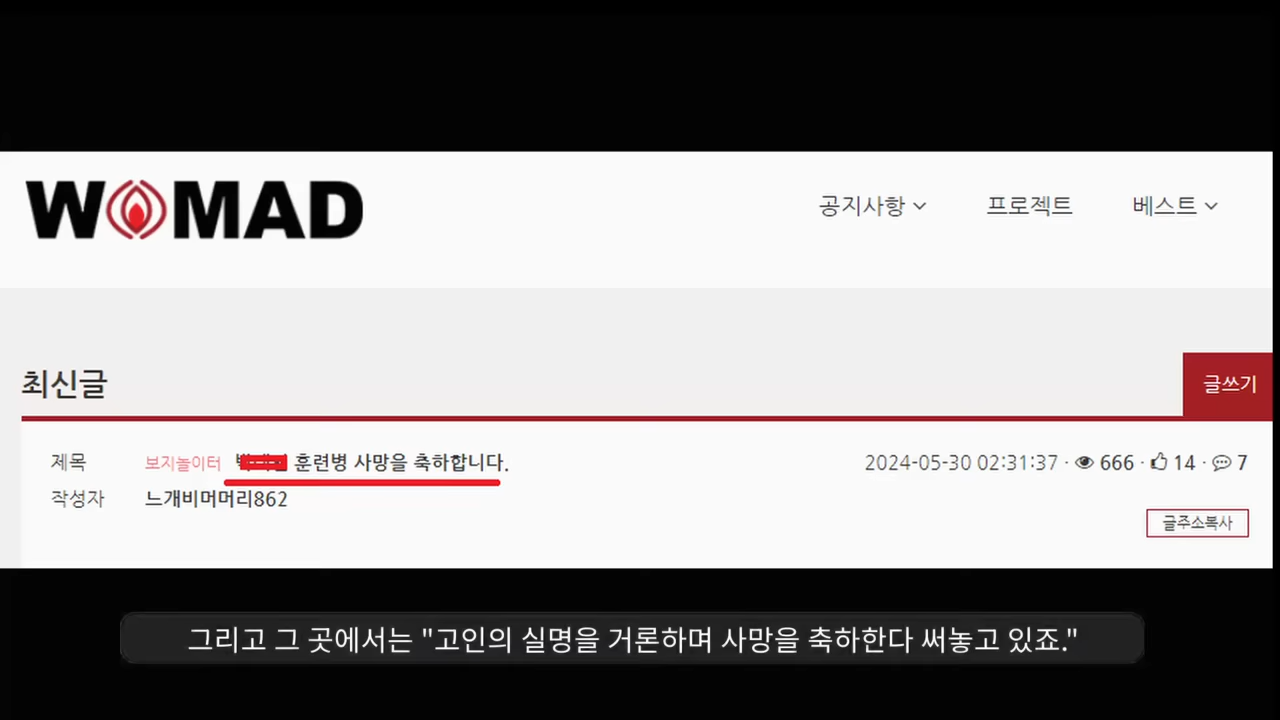 WOMAD
공지사항 프로젝트 베스트
최신글
글쓰기
제목 보지놀이터 훈련병 사망을 축하합니다. 2024-05-30 02:31:37 · 666 · 14 · 7
작성자 느개비머머리862
글주소복사
그리고 그 곳에서는 "고인의 실명을 거론하며 사망을 축하한다 써놓고 있죠."